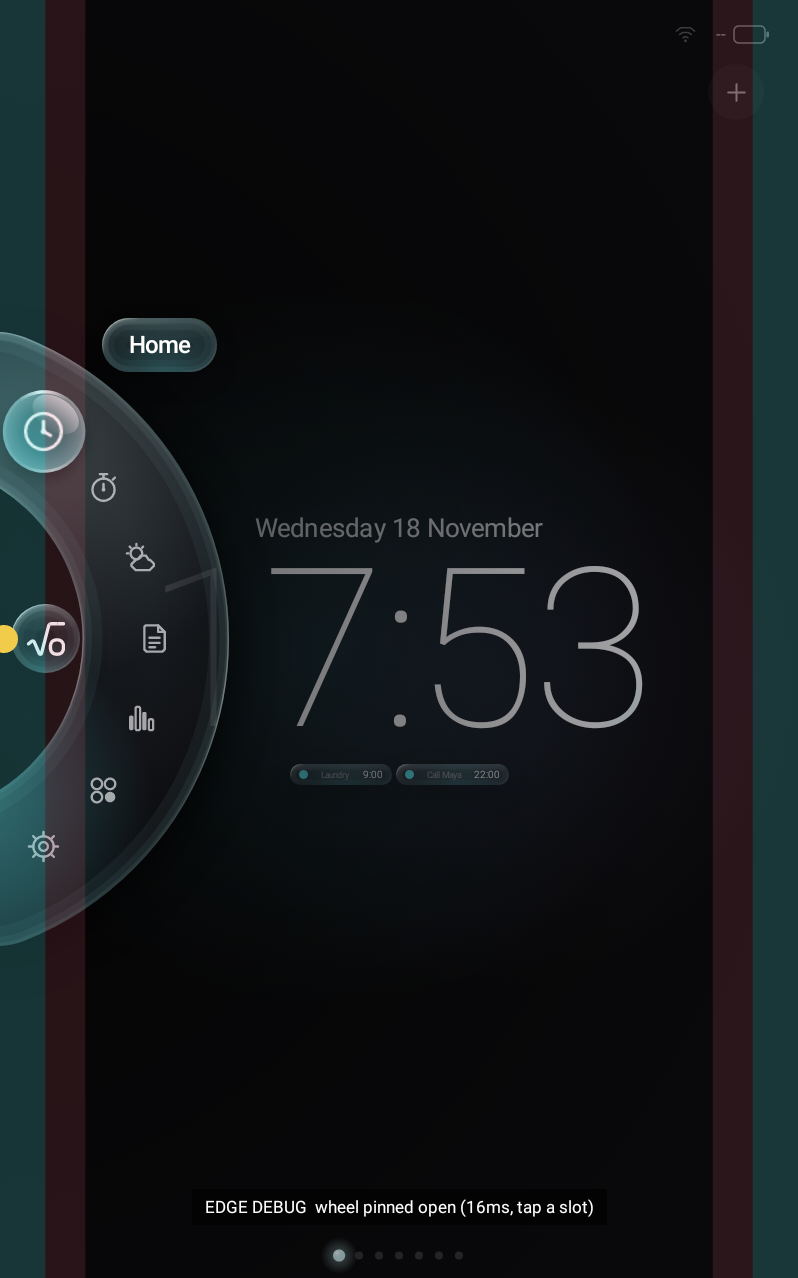 --
Home
Wednesday 18 November
7:53
Laundry 9:00 Call Maya 22:00
EDGE DEBUG wheel pinned open (16ms, tap a slot)